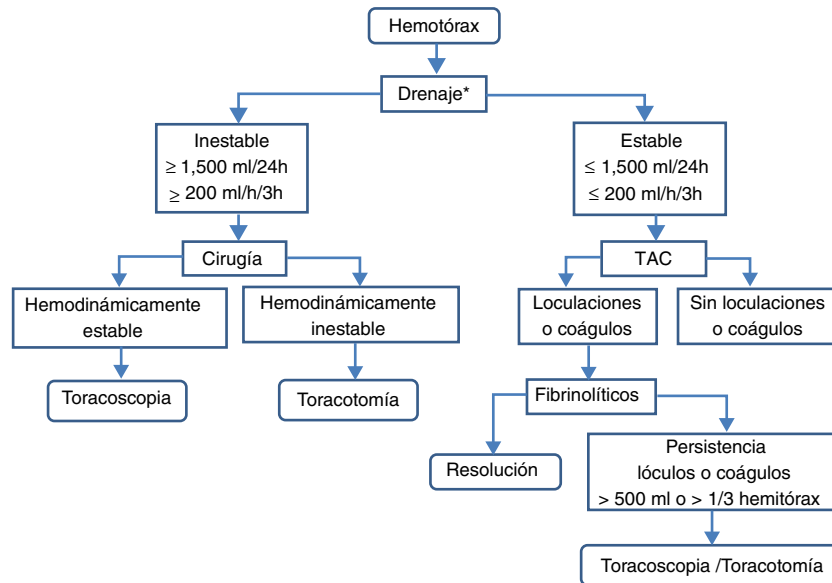 Hemotórax
Drenaje*
Inestable
≥ 1,500 ml/24h
≥ 200 ml/h/3h
Estable
≤ 1,500 ml/24h
≤ 200 ml/h/3h
Cirugía
TAC
Hemodinámicamente
estable
Hemodinámicamente
inestable
Loculaciones
o coágulos
Sin loculaciones
o coágulos
Toracoscopia
Toracotomía
Fibrinolíticos
Resolución
Persistencia
lóculos o coágulos
> 500 ml o > 1/3 hemitórax
Toracoscopia /Toracotomía